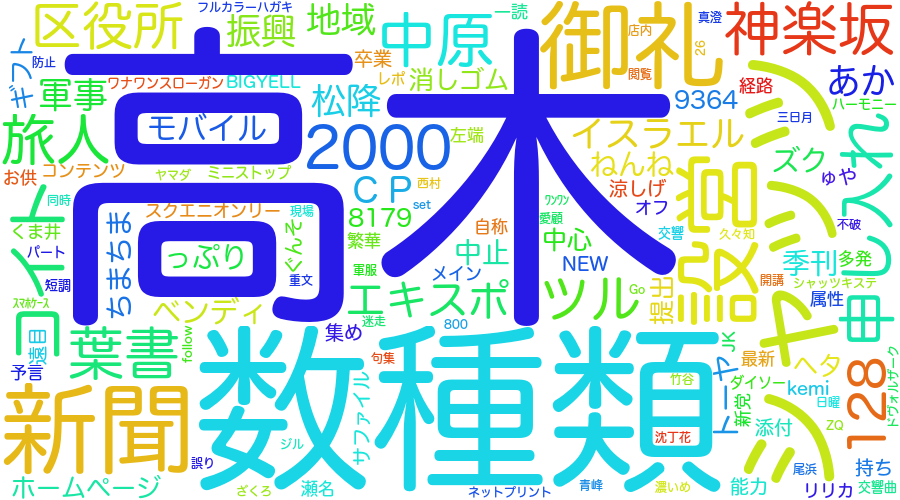 高木
数種類
新聞
御礼
神楽坂
区役所
フルカラーハガキ
振興
地域
中原
一読
真澄
店内
26
閲覧
ギフト
防止
ワナワンスローガン
BIGYELL
卒業
レポ
消しゴム
軍事
松降
9364
経路
あか
ハーモニー
三日月
旅人
モバイル
2000
左端
イスラエル
ねんね
ズク
し入れ
お供
コンテンツ
ヤマダ
ミニストップ
CP
西村
set
ワンワン
愛顧
涼しげ
オフ
ゅや
同時
スクエニオンリー
現場
8179
自称
交響
久々知
不破
くま井
ちまちま
っぷり
ぐんそ
繁華
中止
中心
設営
パート
重文
軍服
メイン
NEW
開講
季刊
多発
シャッツキステ
短調
スマホケース
ベンディ
エキスポ
ツル
Go
提出
属性
申
遠目
葉書
follow
集め
迷走
800
予言
句集
JK
最新
ヘタ
トーヤ
竹谷
ダイソー
kemi
128
ドヴォルザーク
新党
日曜
サファイル
ジル
沈丁花
添付
ZQ
誤り
尾浜
持ち
ホームページ
ざくろ
瀬名
ネットプリント
青峰
濃いめ
能力
リリカ
交響曲